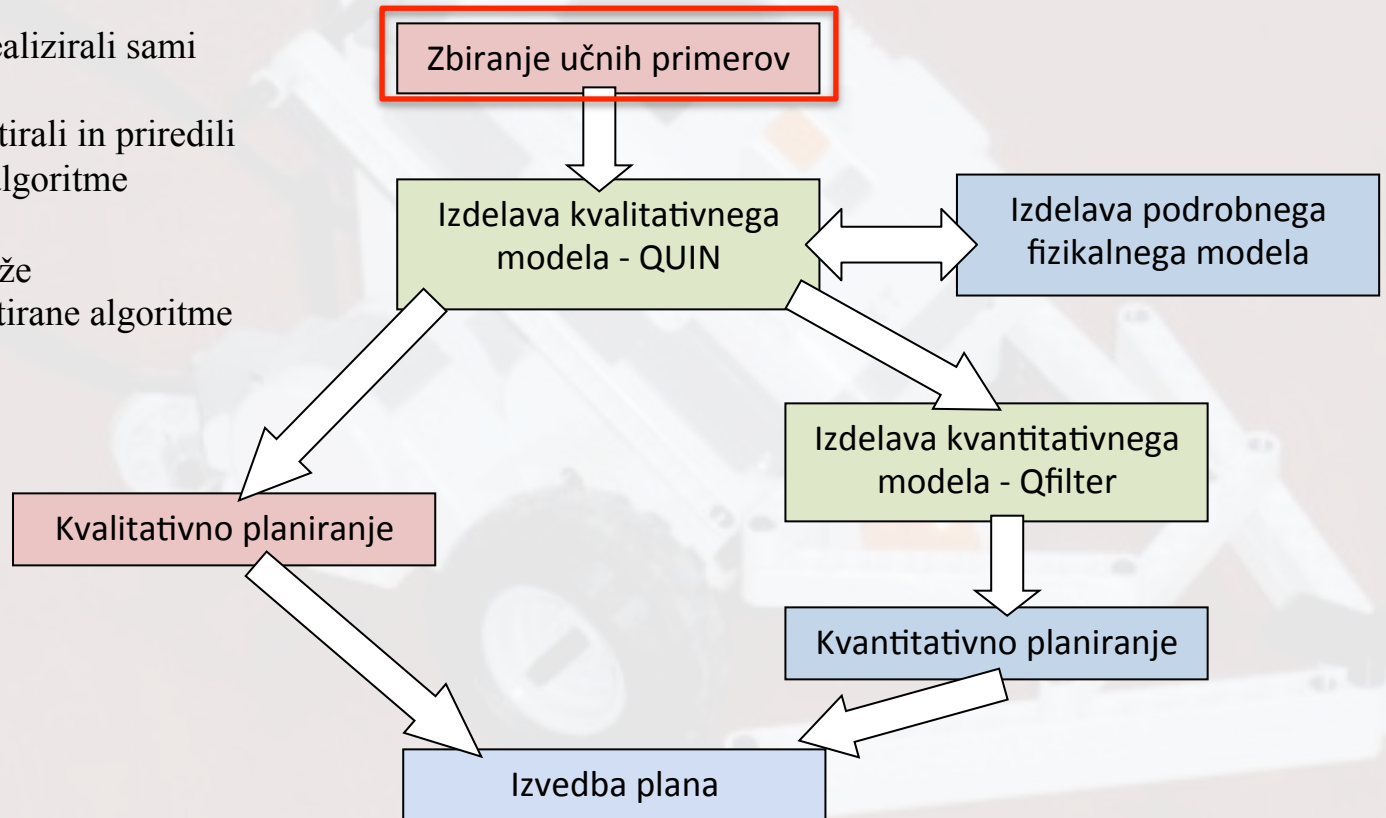 ealizirali sami
tirali in priredili
lgoritme
že
tirane algoritme
Zbiranje učnih primerov
Izdelava kvalitativnega
modela - QUIN
Izdelava podrobnega
fizikalnega modela
Izdelava kvantitativnega
modela - Qfilter
Kvalitativno planiranje
Kvantitativno planiranje
Izvedba plana